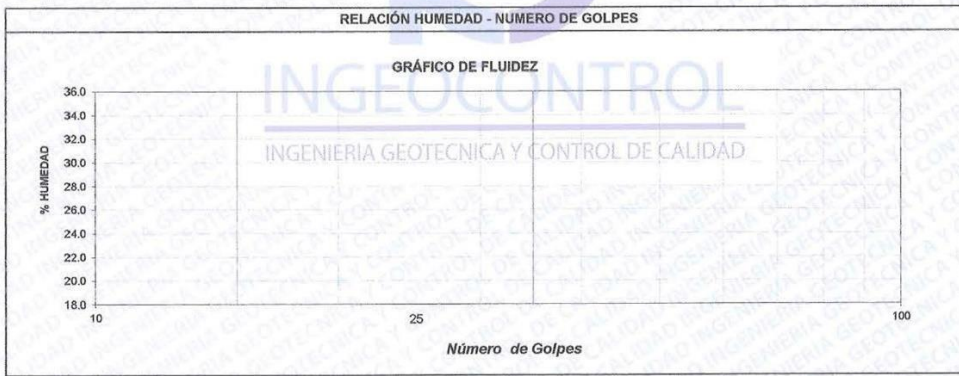 RELACIÓN HUMEDAD - NUMERO DE GOLPES
GRÁFICO DE FLUIDEZ
INGEOCONTROL
INGENIERIA GEOTECNICA Y CONTROL DE CALIDAD
% HUMEDAD
36.0
34.0
32.0
30.0
28.0
26.0
24.0
22.0
20.0
18.0
10 25 100
Número de Golpes